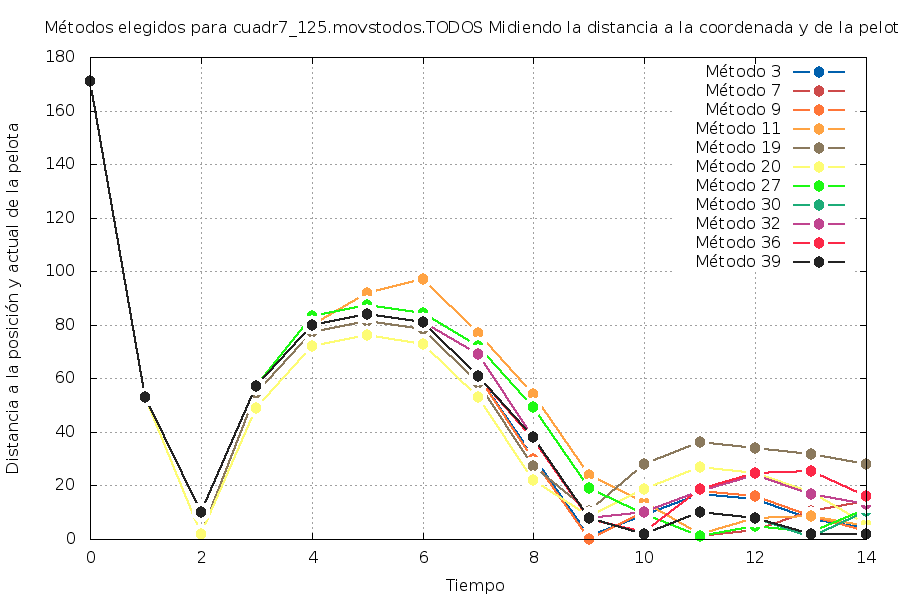 Métodos elegidos para cuadr7_125.movstodos.TODOS Midiendo la distancia a la coordenada y de la pelot
180
160
140
120
100
80
60
40
20
0
Distancia a la posición y actual de la pelota
Método 3
Método 7
Método 9
Método 11
Método 19
Método 20
Método 27
Método 30
Método 32
Método 36
Método 39
0 2 4 6 8 10 12 14
Tiempo